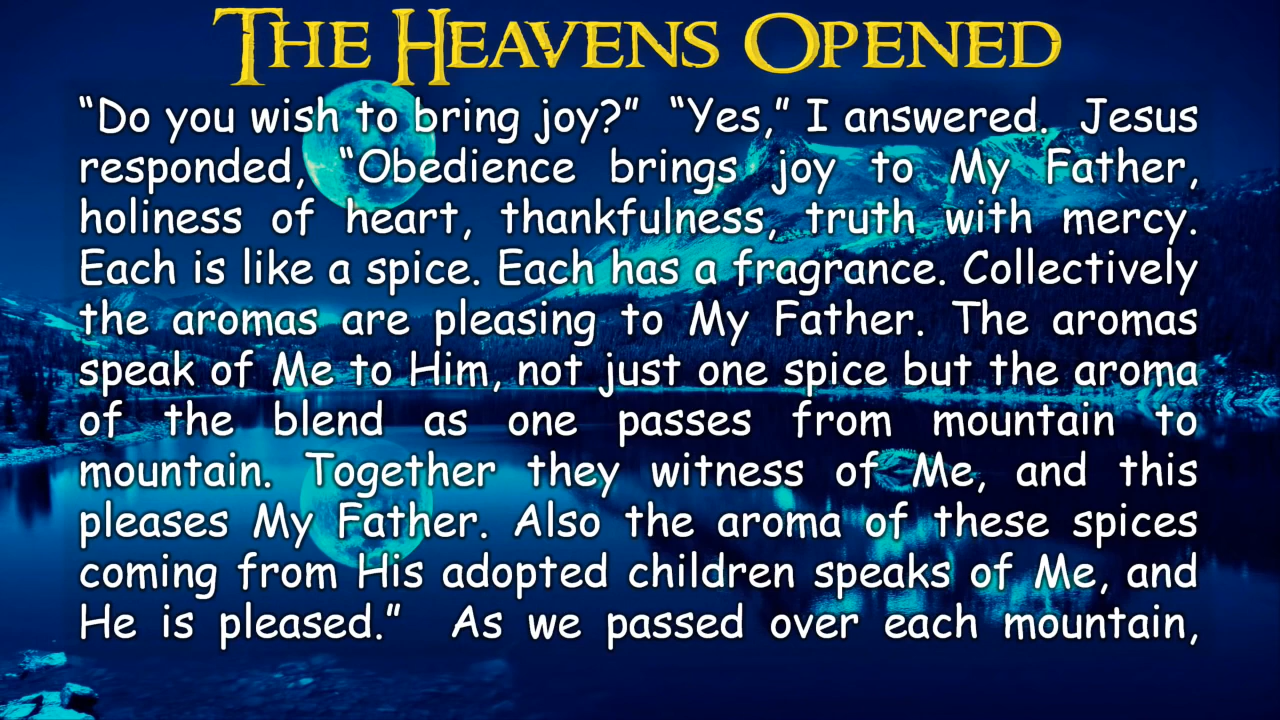 THE HEAVENS OPENED
“Do you wish to bring joy?” “Yes,” I answered. Jesus
responded, “Obedience brings joy to My Father,
holiness of heart, thankfulness, truth with mercy.
Each is like a spice. Each has a fragrance. Collectively
the aromas are pleasing to My Father. The aromas
speak of Me to Him, not just one spice but the aroma
of the blend as one passes from mountain to
mountain. Together they witness of Me, and this
pleases My Father. Also the aroma of these spices
coming from His adopted children speaks of Me, and
He is pleased.” As we passed over each mountain,